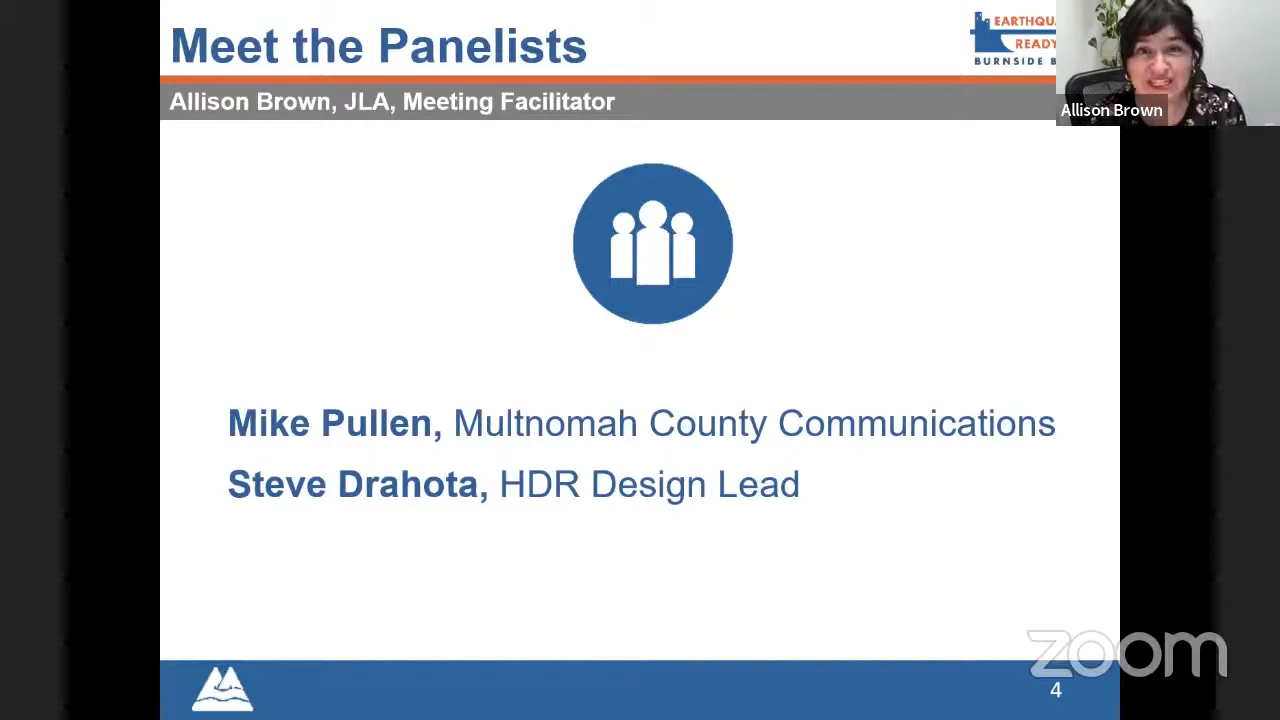 Meet the Panelists
EARTHQUA
READY
BURNSIDE B
Allison Brown, JLA, Meeting Facilitator
Allison Brown
Mike Pullen, Multnomah County Communications
Steve Drahota, HDR Design Lead
zoom
4